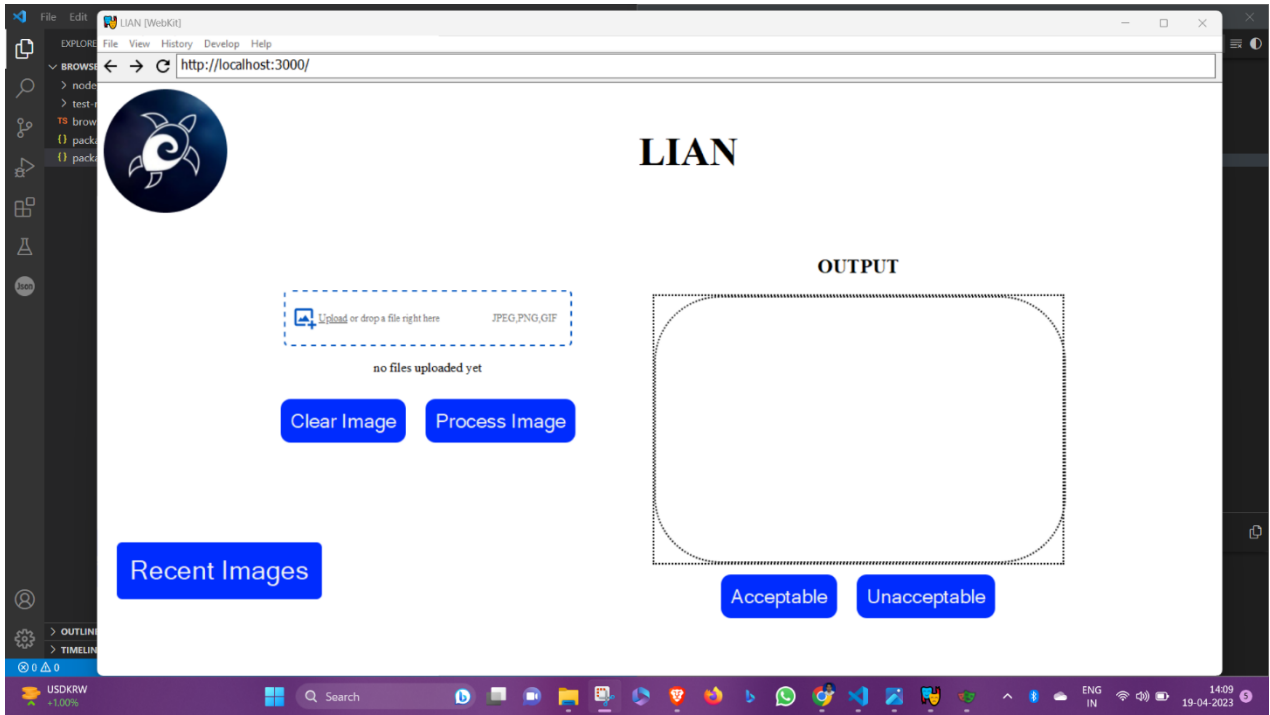 File Edit
LIAN [WebKit]
File View History Develop Help
http://localhost:3000/
EXPLORE
BROWSE
node
test-r
TS brow
{} packa
{} packa
Json
LIAN
OUTPUT
Upload or drop a file right here JPEG,PNG,GIF
no files uploaded yet
Clear Image Process Image
Recent Images
Acceptable Unacceptable
OUTLINE
TIMELIN
0 0
USDKRW
+1.00%
Search
ENG
IN
14:09
19-04-2023
5